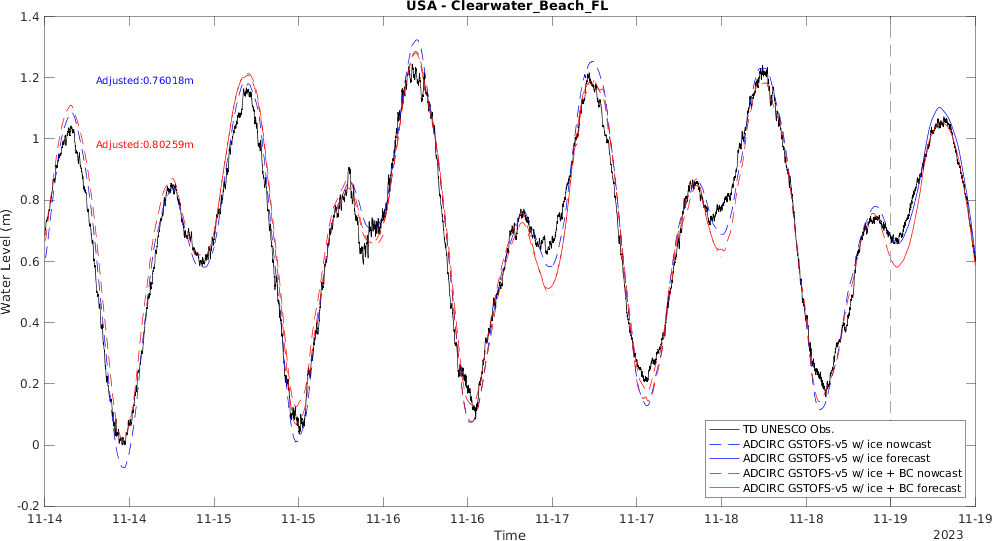 USA - Clearwater_Beach_FL
1.4
1.2
1
0.8
0.6
0.4
0.2
0
-0.2
Water Level (m)
Adjusted:0.76018m
Adjusted:0.80259m
TD UNESCO Obs.
ADCIRC GSTOFS-v5 w/ ice nowcast
ADCIRC GSTOFS-v5 w/ ice forecast
ADCIRC GSTOFS-v5 w/ ice + BC nowcast
ADCIRC GSTOFS-v5 w/ ice + BC forecast
11-14 11-14 11-15 11-15 11-16 11-16 11-17 11-17 11-18 11-18 11-19 11-19
Time
2023